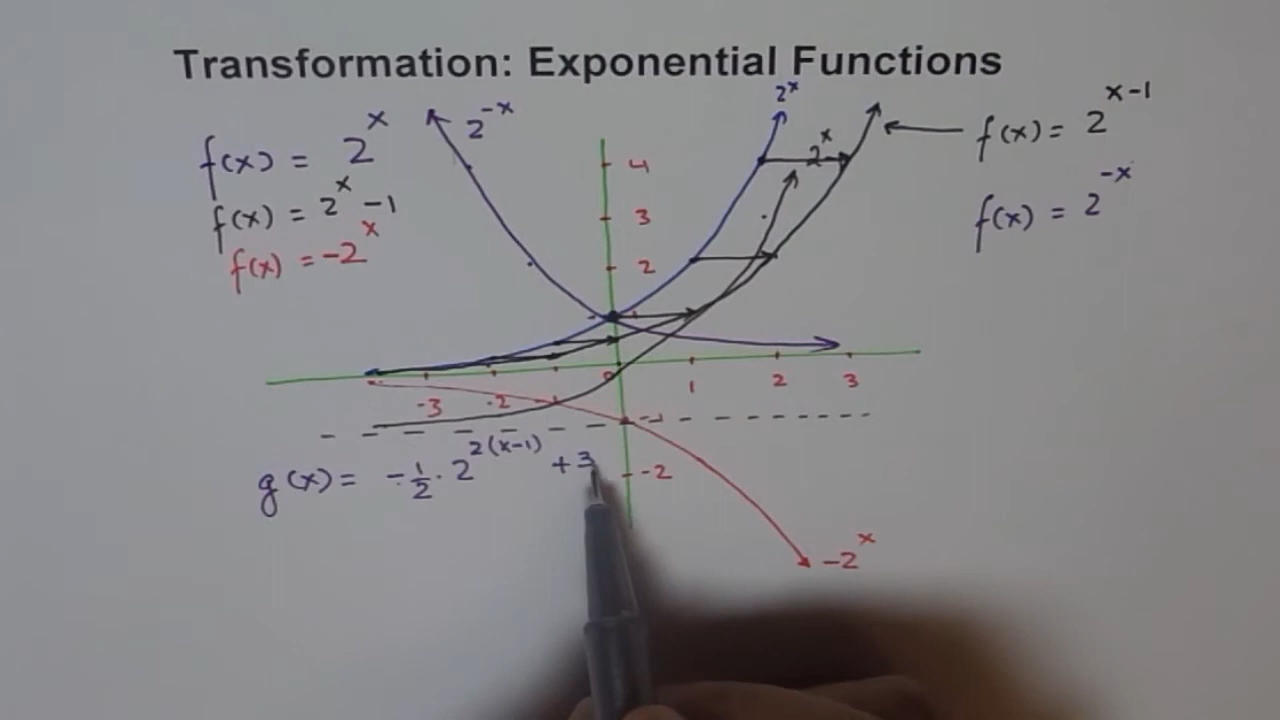 Transformation: Exponential Functions
f(x) = 2^x
f(x) = 2^x -1
f(x) = -2^x
2^-x
2^x
2^x
f(x) = 2^x-1
f(x) = 2^-x
4
3
2
-3 -2 0 1 2 3
-1
-2
g(x) = -1/2 · 2^2(x-1) +3
-2^x